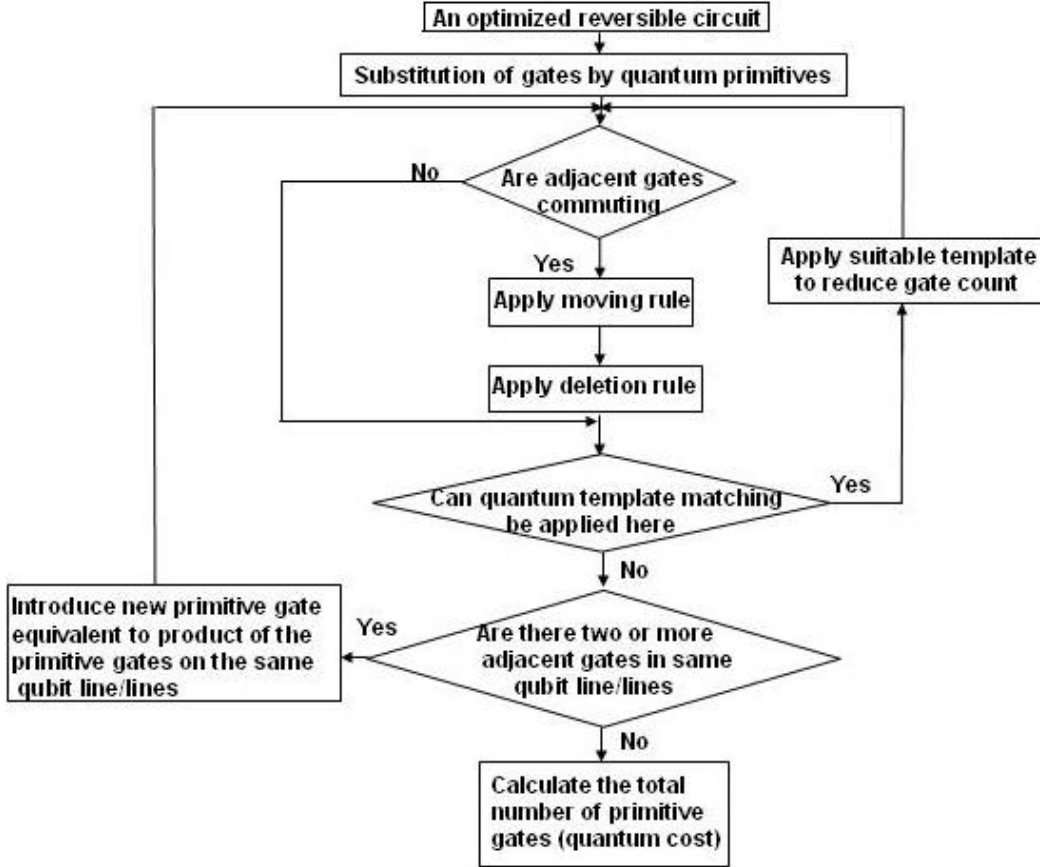 An optimized reversible circuit
Substitution of gates by quantum primitives
No
Are adjacent gates
commuting
Yes
Apply moving rule
Apply suitable template
to reduce gate count
Apply deletion rule
Can quantum template matching
be applied here
Yes
No
Introduce new primitive gate
equivalent to product of the
primitive gates on the same
qubit line/lines
Yes
Are there two or more
adjacent gates in same
qubit line/lines
No
Calculate the total
number of primitive
gates (quantum cost)